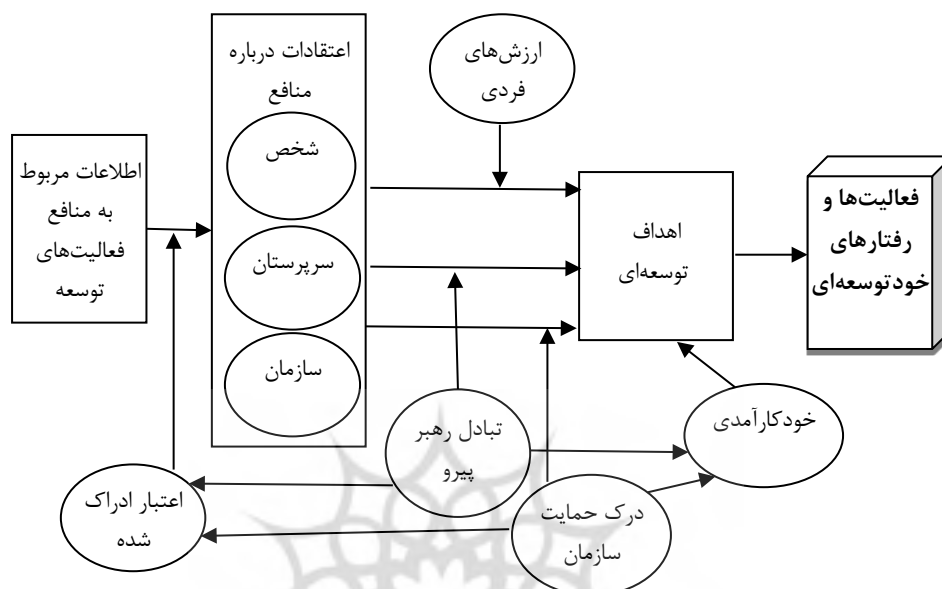 اطلاعات مربوط
به منافع
فعالیت‌های
توسعه
اعتقادات درباره
منافع
شخص
سرپرستان
سازمان
ارزش‌های
فردی
اهداف
توسعه‌ای
فعالیت‌ها و
رفتارهای
خودتوسعه‌ای
تبادل رهبر
پیرو
خودکارآمدی
درک حمایت
سازمان
اعتبار ادراک
شده